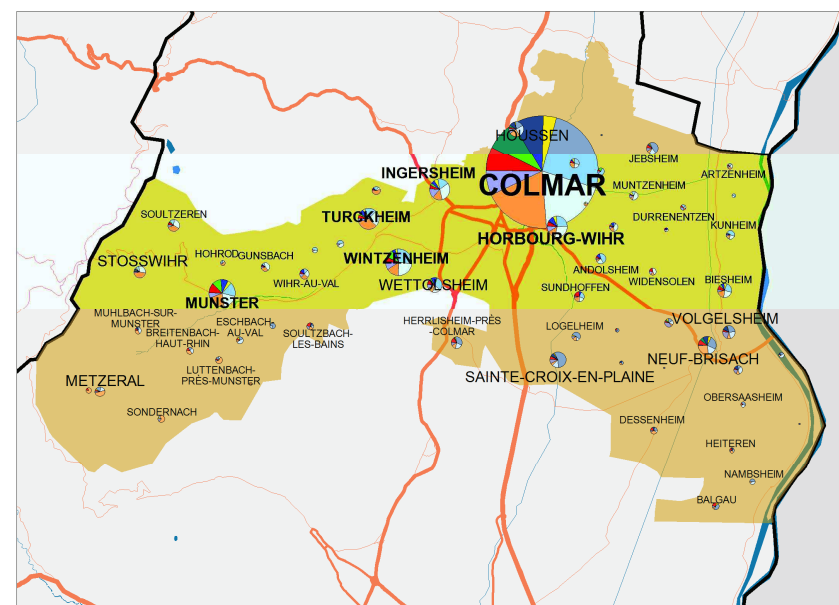 HOUSSEN
JEBSHEIM
INGERSHEIM
ARTZENHEIM
COLMAR
MUNTZENHEIM
SOULTZEREN
TURCKHEIM
DURRENENTZEN
KUNHEIM
HORBOURG-WIHR
HOHROD
GUNSBACH
STOSSWIHR
WINTZENHEIM
ANDOLSHEIM
WIDENSOLEN
WIHR-AU-VAL
WETTOLSHEIM
BIESHEIM
SUNDHOFFEN
MUNSTER
MUHLBACH-SUR-
MUNSTER
ESCHBACH
AU-VAL
SOULTZBACH-
LES-BAINS
HERRLISHEIM-PRÈS
-COLMAR
VOLGELSHEIM
BREITENBACH-
HAUT-RHIN
LOGELHEIM
NEUF-BRISACH
LUTTENBACH-
PRÈS-MUNSTER
METZERAL
SAINTE-CROIX-EN-PLAINE
OBERSAASHEIM
SONDERNACH
DESSENHEIM
HEITEREN
NAMBSHEIM
BALGAU